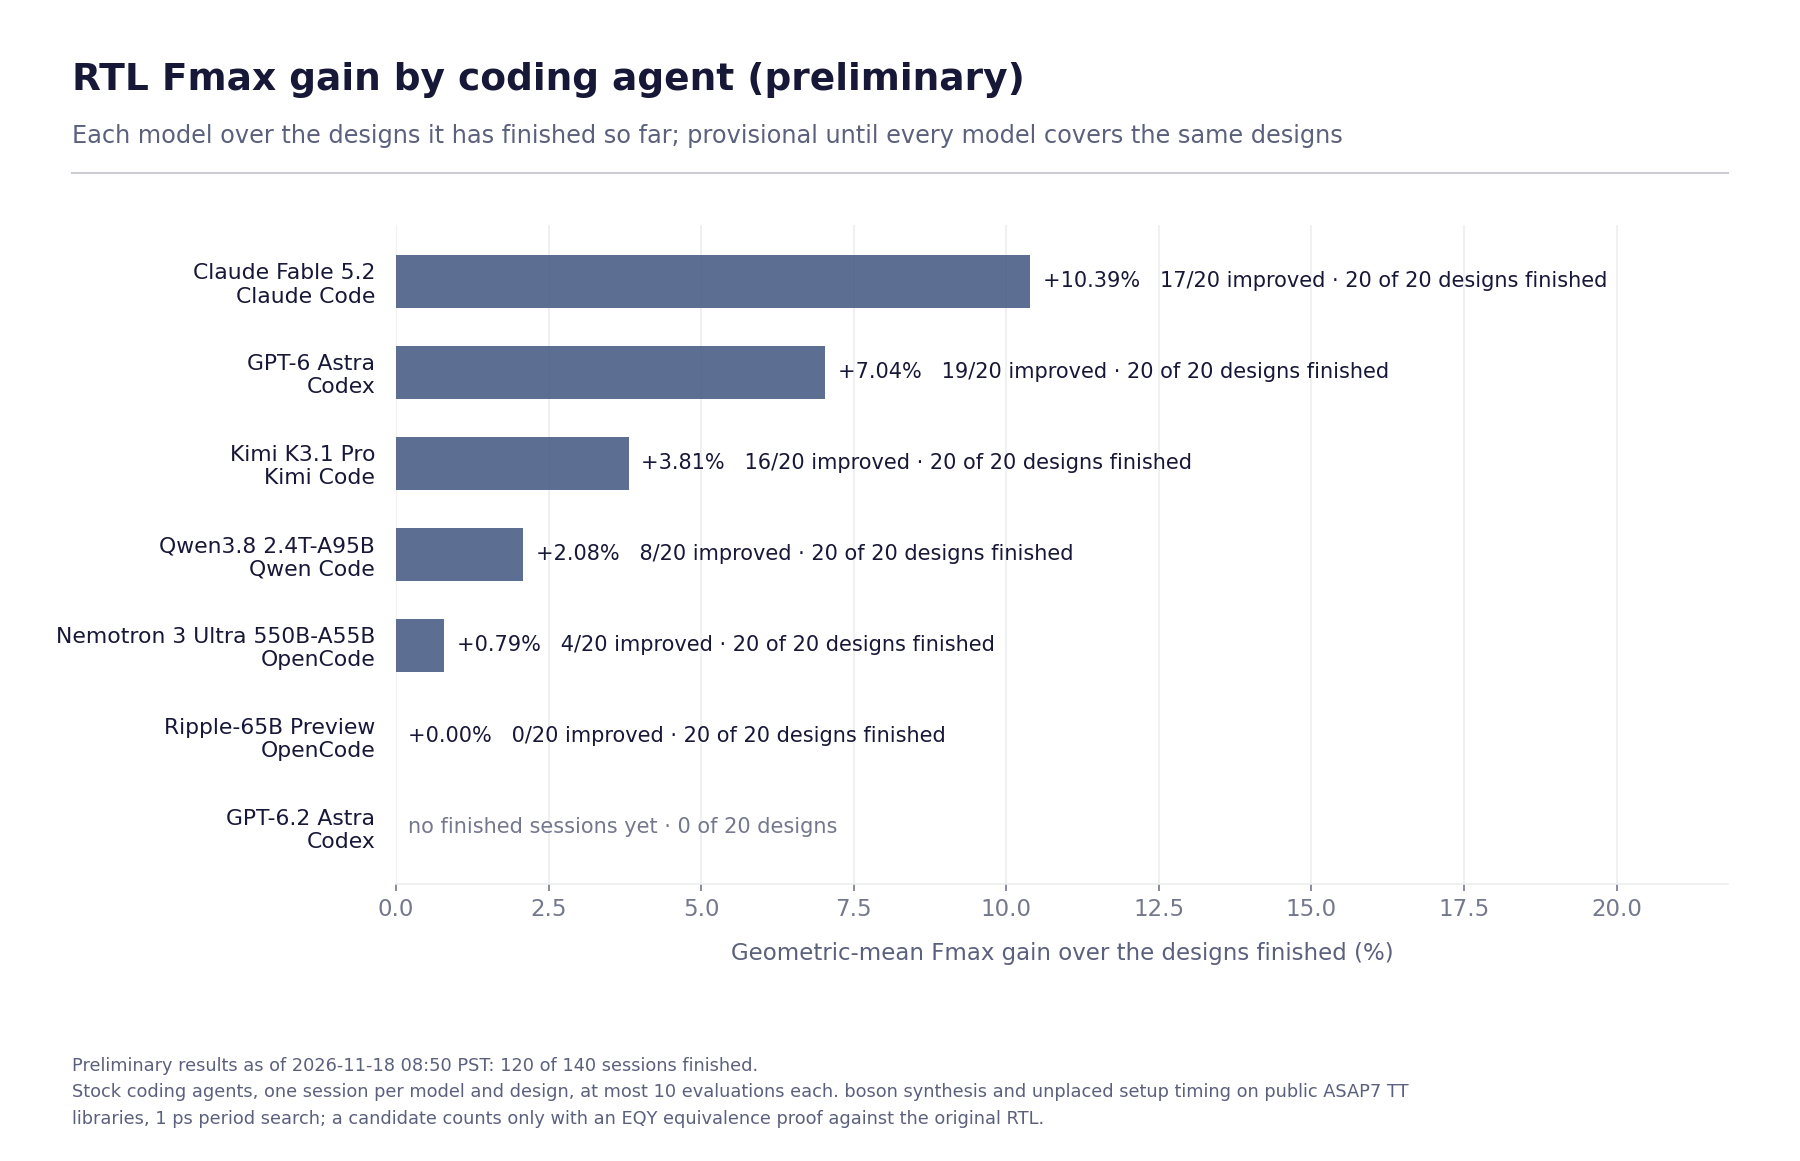 RTL Fmax gain by coding agent (preliminary)
Each model over the designs it has finished so far; provisional until every model covers the same designs
Claude Fable 5.2
Claude Code
+10.39% 17/20 improved · 20 of 20 designs finished
GPT-6 Astra
Codex
+7.04% 19/20 improved · 20 of 20 designs finished
Kimi K3.1 Pro
Kimi Code
+3.81% 16/20 improved · 20 of 20 designs finished
Qwen3.8 2.4T-A95B
Qwen Code
+2.08% 8/20 improved · 20 of 20 designs finished
Nemotron 3 Ultra 550B-A55B
OpenCode
+0.79% 4/20 improved · 20 of 20 designs finished
Ripple-65B Preview
OpenCode
+0.00% 0/20 improved · 20 of 20 designs finished
GPT-6.2 Astra
Codex
no finished sessions yet · 0 of 20 designs
0.0 2.5 5.0 7.5 10.0 12.5 15.0 17.5 20.0
Geometric-mean Fmax gain over the designs finished (%)
Preliminary results as of 2026-11-18 08:50 PST: 120 of 140 sessions finished.
Stock coding agents, one session per model and design, at most 10 evaluations each. boson synthesis and unplaced setup timing on public ASAP7 TT
libraries, 1 ps period search; a candidate counts only with an EQY equivalence proof against the original RTL.